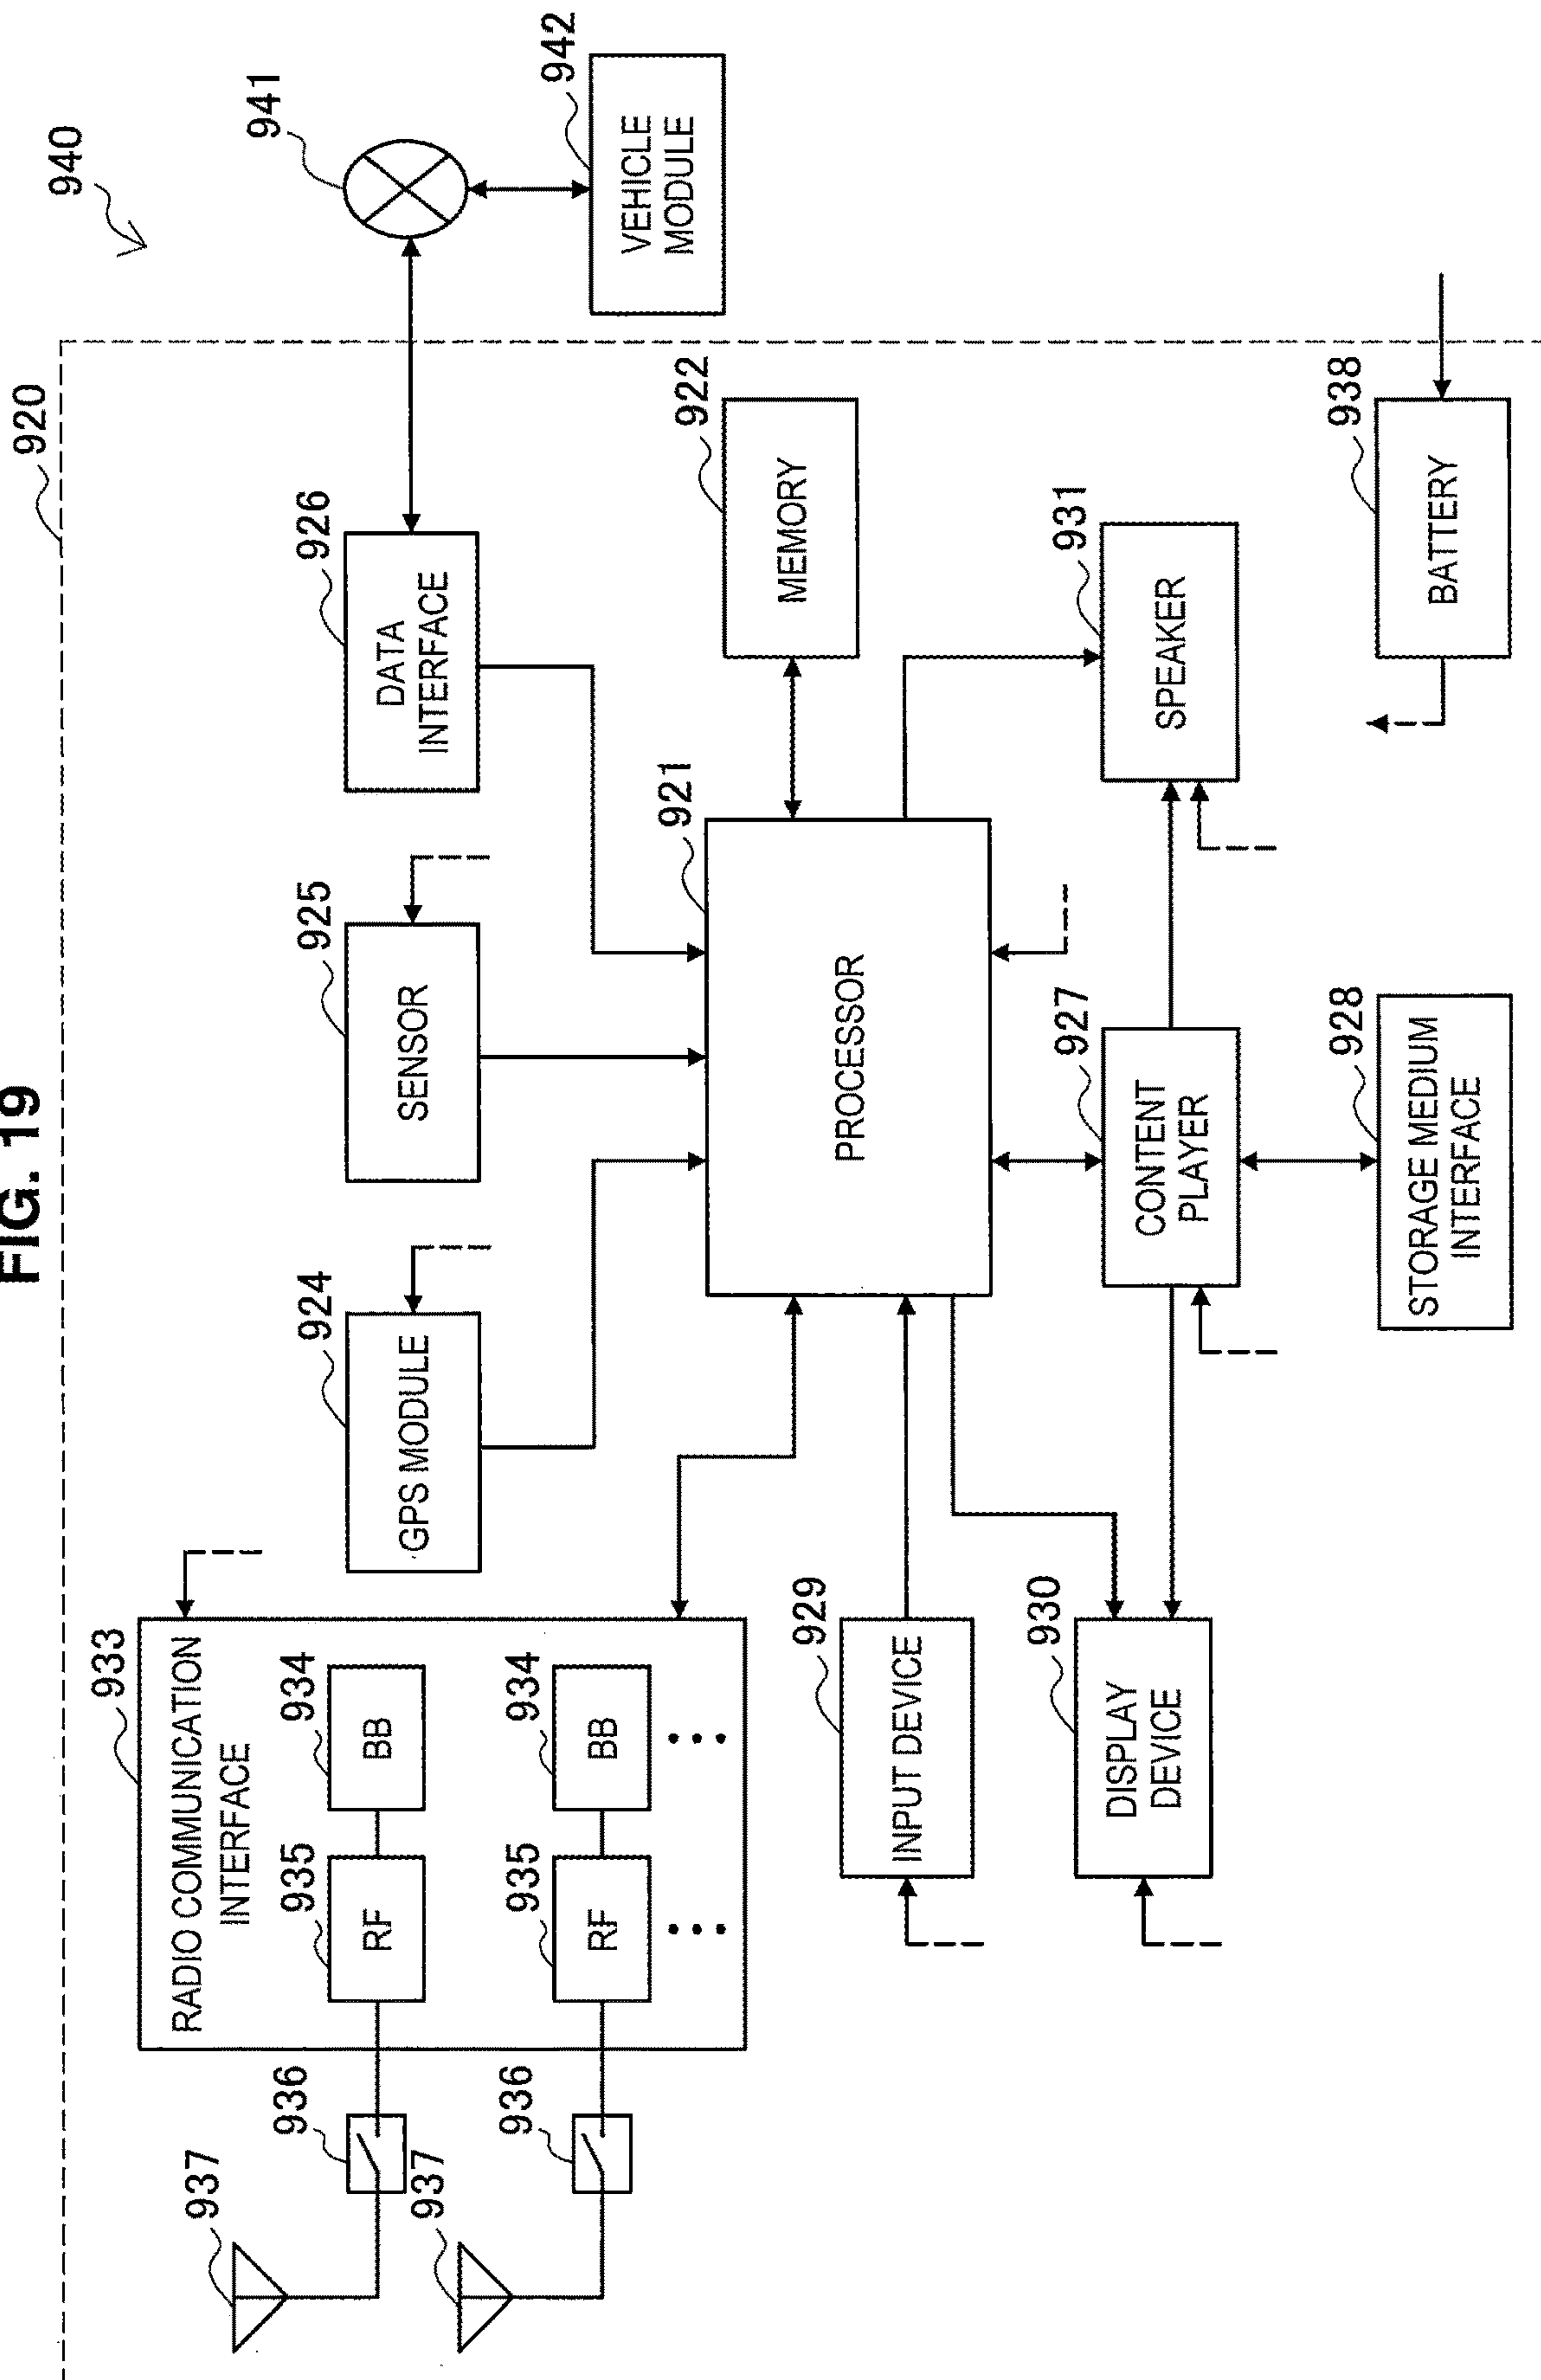 FIG. 19
920
940
933
RADIO COMMUNICATION
INTERFACE
937
936
935
RF
934
BB
937
936
935
RF
934
BB
924
GPS MODULE
925
SENSOR
926
DATA
INTERFACE
941
942
VEHICLE
MODULE
921
PROCESSOR
922
MEMORY
929
INPUT DEVICE
930
DISPLAY
DEVICE
927
CONTENT
PLAYER
931
SPEAKER
928
STORAGE MEDIUM
INTERFACE
938
BATTERY